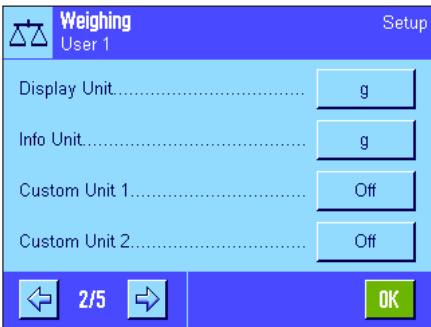 Weighing
Setup
User 1
Display Unit................................ g
Info Unit..................................... g
Custom Unit 1............................. Off
Custom Unit 2............................. Off
2/5
OK